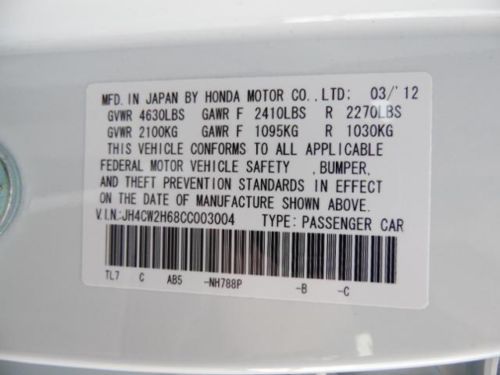 MFD. IN JAPAN BY HONDA MOTOR CO.,LTD: 03/'12
GVWR 4630LBS GAWR F 2410LBS R 2270LBS
GVWR 2100KG GAWR F 1095KG R 1030KG
THIS VEHICLE CONFORMS TO ALL APPLICABLE
FEDERAL MOTOR VEHICLE SAFETY ,BUMPER,
AND THEFT PREVENTION STANDARDS IN EFFECT
ON THE DATE OF MANUFACTURE SHOWN ABOVE.
V.I.N:JH4CW2H68CC003004 TYPE: PASSENGER CAR
TL7 C AB5 -NH788P -B -C